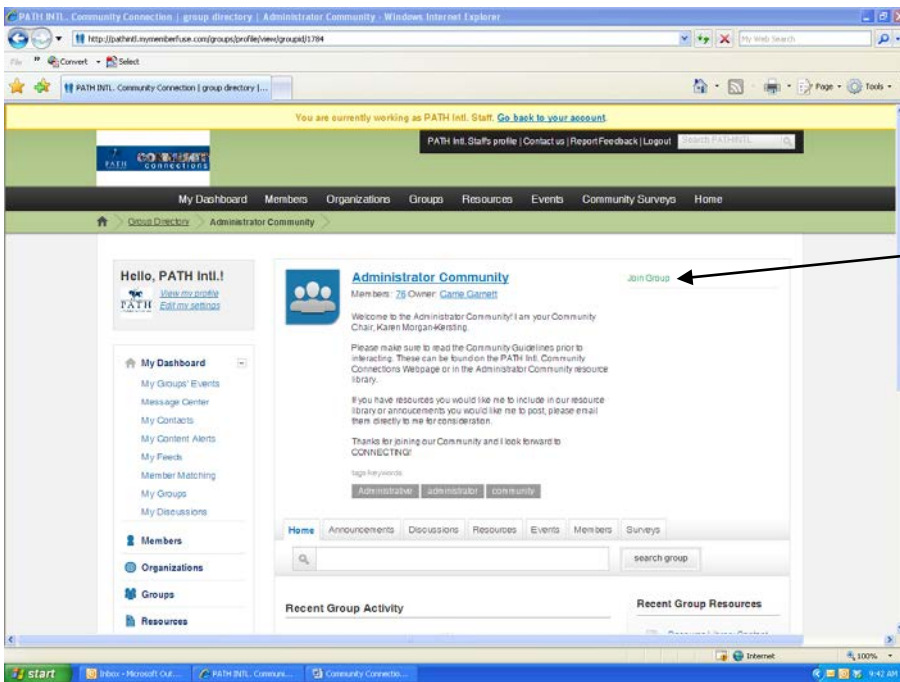 PATH INTL. Community Connection | group directory | Administrator Community - Windows Internet Explorer
http://pathintl.mymemberfuse.com/groups/profile/view/groupid/1784
My Web Search
File » Convert Select
PATH INTL. Community Connection | group directory |...
Page Tools
You are currently working as PATH Intl. Staff. Go back to your account.
PATH Intl. Staff's profile | Contact us | Report Feedback | Logout Search PATHINTL
PATH
connections
My Dashboard Members Organizations Groups Resources Events Community Surveys Home
Group Directory Administrator Community
Hello, PATH Intl.!
View my profile
Edit my settings
PATH
My Dashboard
My Groups' Events
Message Center
My Contacts
My Content Alerts
My Feeds
Member Matching
My Groups
My Discussions
Members
Organizations
Groups
Resources
Administrator Community
Join Group
Members: 76 Owner: Carrie Garnett
Welcome to the Administrator Community! I am your Community
Chair, Karen Morgan-Kersting.
Please make sure to read the Community Guidelines prior to
interacting. These can be found on the PATH Intl. Community
Connections Webpage or in the Administrator Community resource
library.
If you have resources you would like me to include in our resource
library or annoucements you would like me to post, please email
them directly to me for consideration.
Thanks for joining our Community and I look forward to
CONNECTING!
tags/keywords
Administrative administrator community
Home Announcements Discussions Resources Events Members Surveys
search group
Recent Group Activity
Recent Group Resources
Internet 100%
start Inbox - Microsoft Out... PATH INTL. Communi... Community Connectio... 9:42 AM